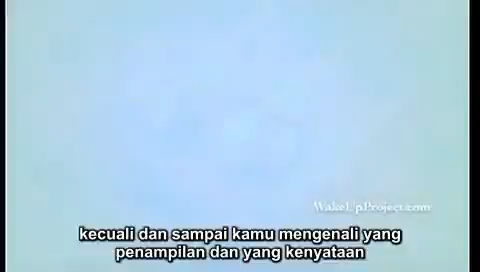 WakeUpProject.com
kecuali dan sampai kamu mengenali yang
penampilan dan yang kenyataan